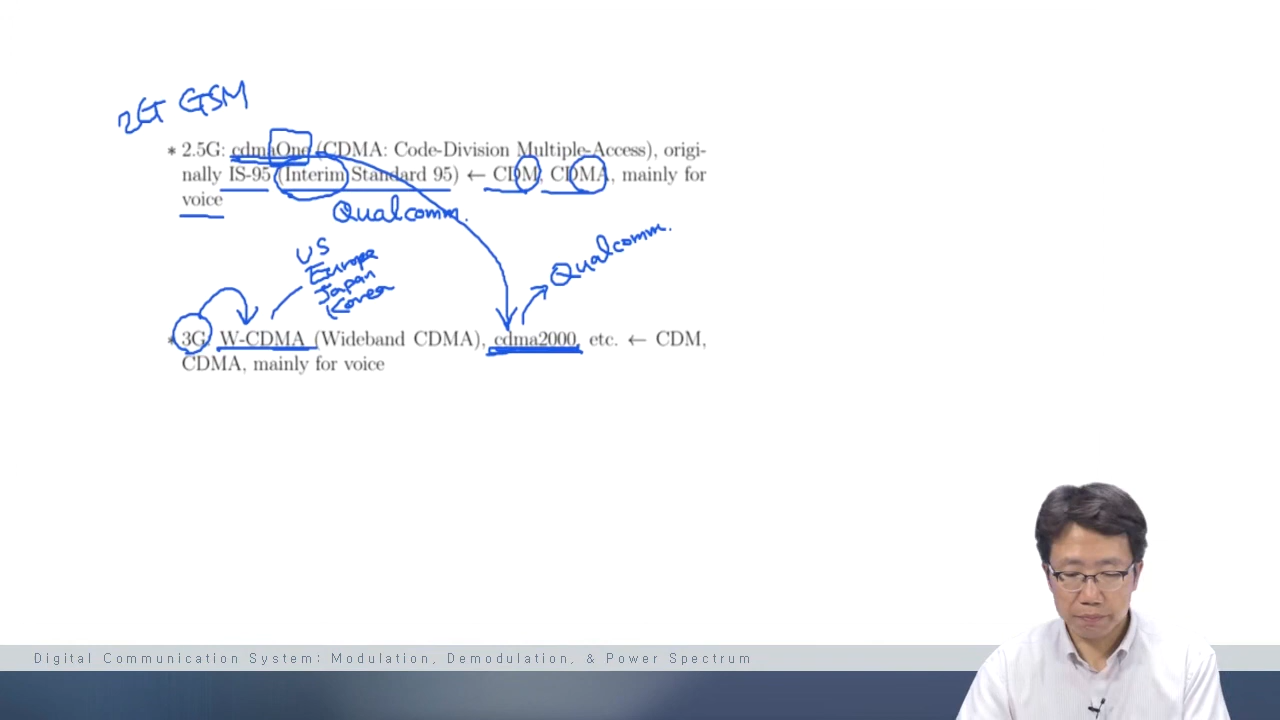 2G GSM
* 2.5G: cdmaOne (CDMA: Code-Division Multiple-Access), origi-
nally IS-95 (Interim Standard 95) ← CDM, CDMA, mainly for
voice
Qualcomm.
Qualcomm.
US
Europe
Japan
Korea
* 3G: W-CDMA (Wideband CDMA), cdma2000, etc. ← CDM,
CDMA, mainly for voice
Digital Communication System: Modulation, Demodulation, & Power Spectrum